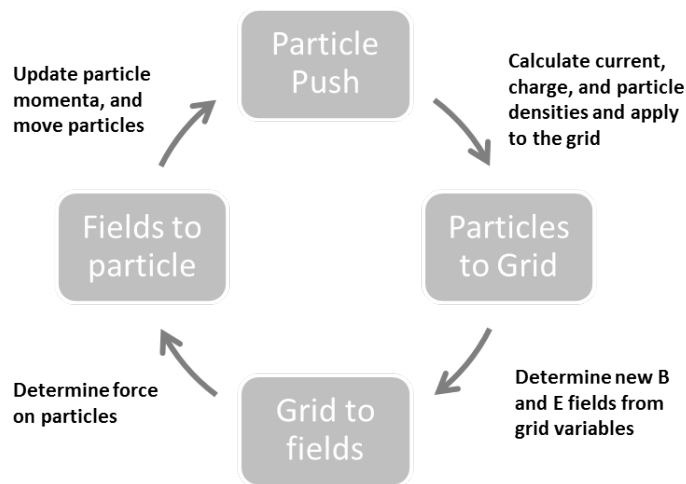 Particle
Push
Calculate current,
charge, and particle
densities and apply
to the grid
Particles
to Grid
Determine new B
and E fields from
grid variables
Grid to
fields
Determine force
on particles
Fields to
particle
Update particle
momenta, and
move particles